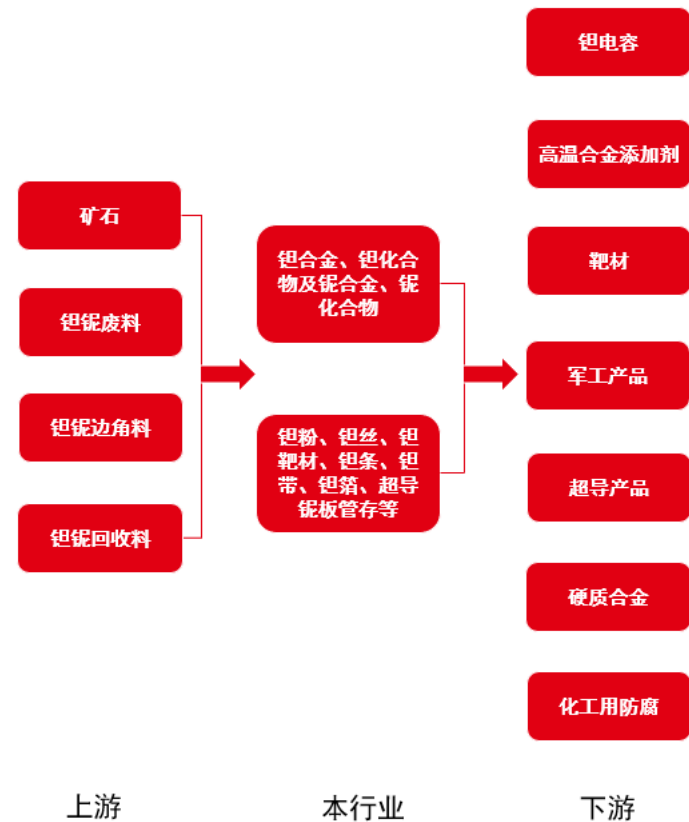 矿石
钽铌废料
钽铌边角料
钽铌回收料
上游
钽合金、钽化合
物及铌合金、铌
化合物
钽粉、钽丝、钽
靶材、钽条、钽
带、钽箔、超导
铌板管存等
本行业
钽电容
高温合金添加剂
靶材
军工产品
超导产品
硬质合金
化工用防腐
下游